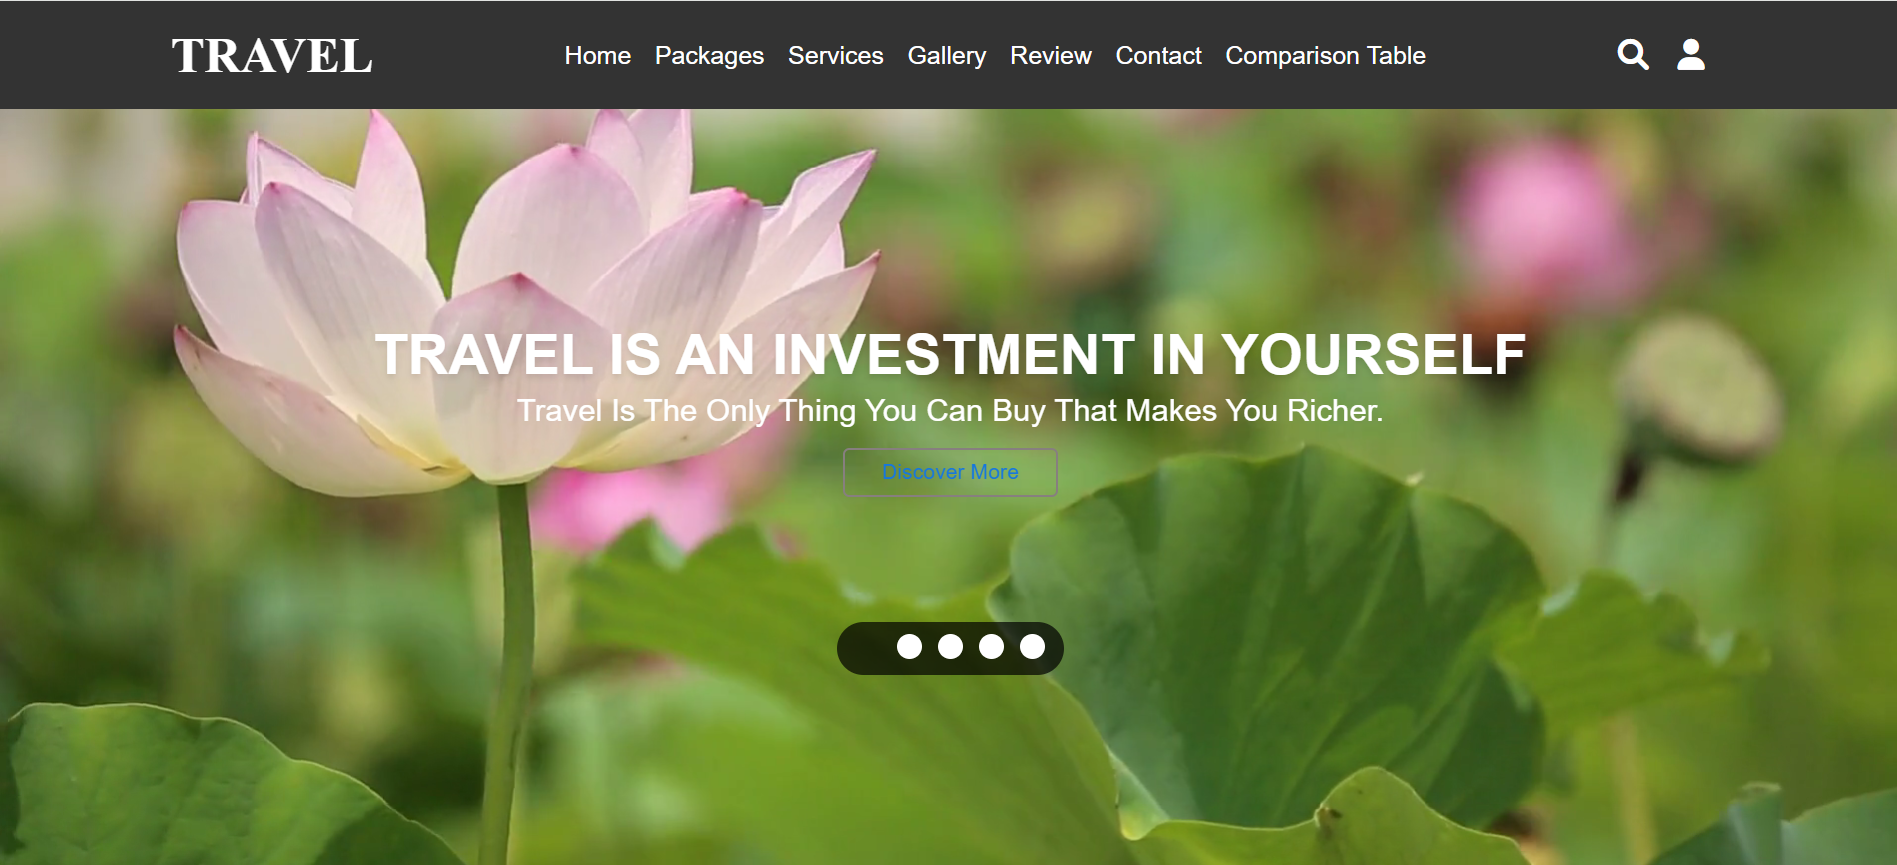 TRAVEL
Home Packages Services Gallery Review Contact Comparison Table
TRAVEL IS AN INVESTMENT IN YOURSELF
Travel Is The Only Thing You Can Buy That Makes You Richer.
Discover More